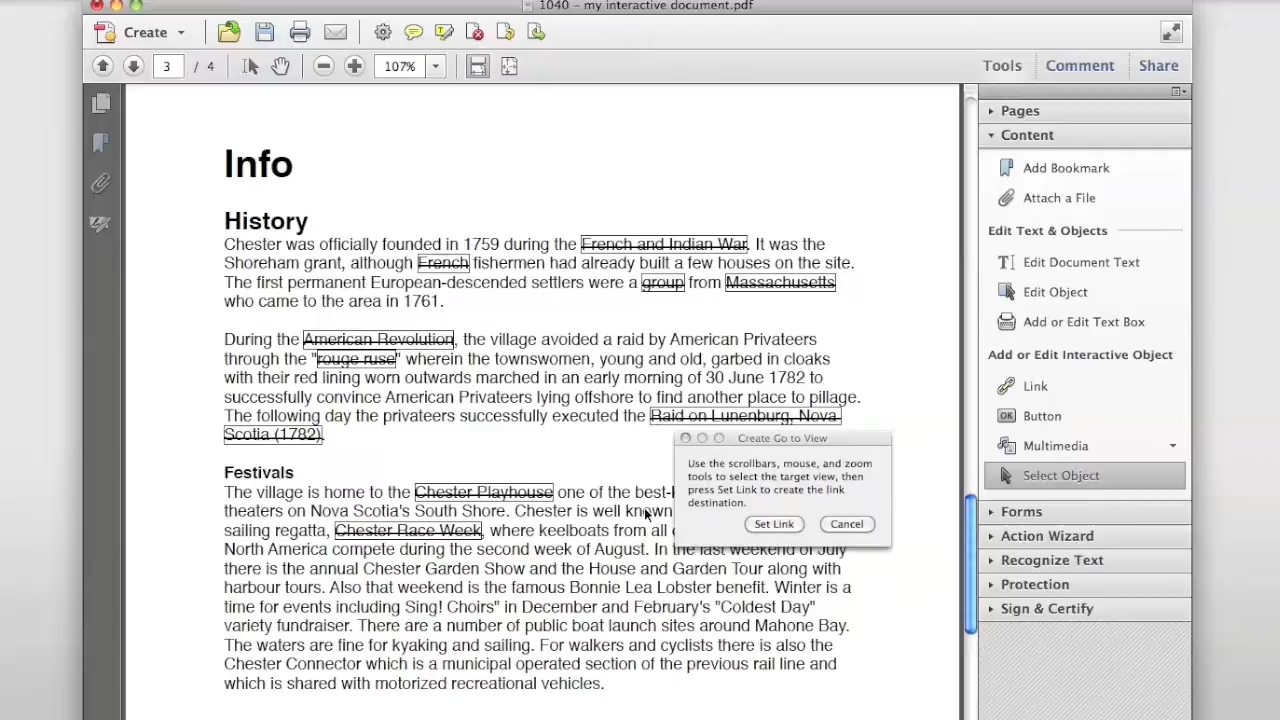 1040 - my interactive document.pdf
Create
3 / 4
107%
Tools
Comment
Share
Info
History
Chester was officially founded in 1759 during the French and Indian War. It was the
Shoreham grant, although French fishermen had already built a few houses on the site.
The first permanent European-descended settlers were a group from Massachusetts
who came to the area in 1761.
During the American Revolution, the village avoided a raid by American Privateers
through the "rouge ruse" wherein the townswomen, young and old, garbed in cloaks
with their red lining worn outwards marched in an early morning of 30 June 1782 to
successfully convince American Privateers lying offshore to find another place to pillage.
The following day the privateers successfully executed the Raid on Lunenburg, Nova
Scotia (1782).
Festivals
The village is home to the Chester Playhouse one of the best-
theaters on Nova Scotia's South Shore. Chester is well known
sailing regatta, Chester Race Week, where keelboats from all
North America compete during the second week of August. In the last weekend of July
there is the annual Chester Garden Show and the House and Garden Tour along with
harbour tours. Also that weekend is the famous Bonnie Lea Lobster benefit. Winter is a
time for events including Sing! Choirs" in December and February's "Coldest Day"
variety fundraiser. There are a number of public boat launch sites around Mahone Bay.
The waters are fine for kyaking and sailing. For walkers and cyclists there is also the
Chester Connector which is a municipal operated section of the previous rail line and
which is shared with motorized recreational vehicles.
Create Go to View
Use the scrollbars, mouse, and zoom
tools to select the target view, then
press Set Link to create the link
destination.
Set Link
Cancel
Pages
Content
Add Bookmark
Attach a File
Edit Text & Objects
Edit Document Text
Edit Object
Add or Edit Text Box
Add or Edit Interactive Object
Link
OK Button
Multimedia
Select Object
Forms
Action Wizard
Recognize Text
Protection
Sign & Certify